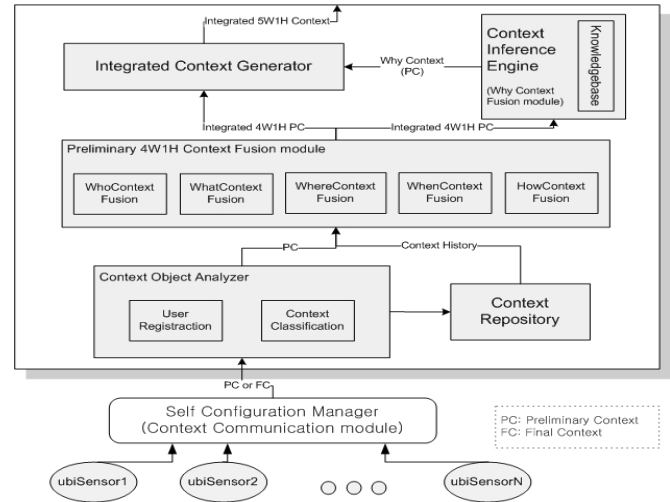 Integrated 5W1H Context
Integrated Context Generator
Why Context
(PC)
Context
Inference
Engine
(Why Context
Fusion module)
Knowledgebase
Integrated 4W1H PC
Integrated 4W1H PC
Preliminary 4W1H Context Fusion module
WhoContext
Fusion
WhatContext
Fusion
WhereContext
Fusion
WhenContext
Fusion
HowContext
Fusion
PC
Context History
Context Object Analyzer
User
Registraction
Context
Classification
Context
Repository
PC or FC
Self Configuration Manager
(Context Communication module)
PC: Preliminary Context
FC: Final Context
ubiSensor1
ubiSensor2
ubiSensorN